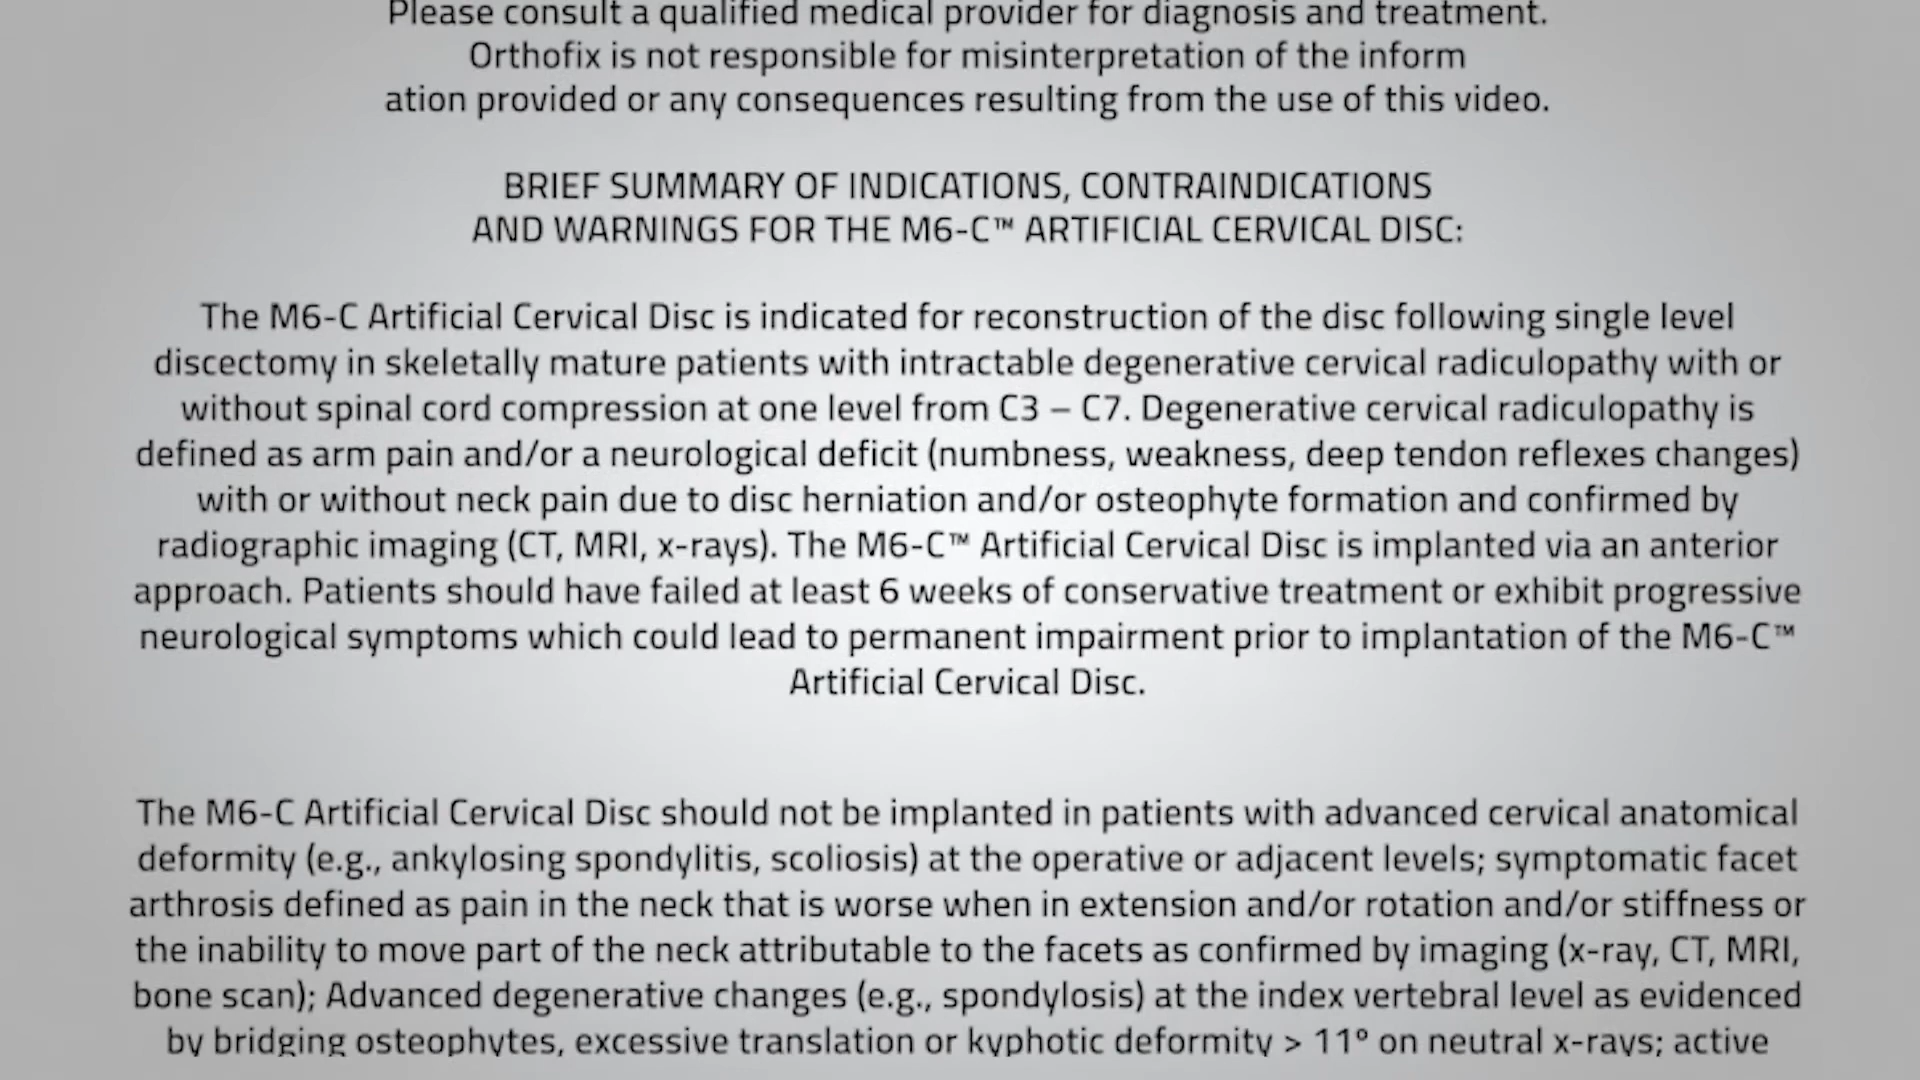 Please consult a qualified medical provider for diagnosis and treatment.
Orthofix is not responsible for misinterpretation of the inform
ation provided or any consequences resulting from the use of this video.
BRIEF SUMMARY OF INDICATIONS, CONTRAINDICATIONS
AND WARNINGS FOR THE M6-C™ ARTIFICIAL CERVICAL DISC:
The M6-C Artificial Cervical Disc is indicated for reconstruction of the disc following single level
discectomy in skeletally mature patients with intractable degenerative cervical radiculopathy with or
without spinal cord compression at one level from C3 – C7. Degenerative cervical radiculopathy is
defined as arm pain and/or a neurological deficit (numbness, weakness, deep tendon reflexes changes)
with or without neck pain due to disc herniation and/or osteophyte formation and confirmed by
radiographic imaging (CT, MRI, x-rays). The M6-C™ Artificial Cervical Disc is implanted via an anterior
approach. Patients should have failed at least 6 weeks of conservative treatment or exhibit progressive
neurological symptoms which could lead to permanent impairment prior to implantation of the M6-C™
Artificial Cervical Disc.
The M6-C Artificial Cervical Disc should not be implanted in patients with advanced cervical anatomical
deformity (e.g., ankylosing spondylitis, scoliosis) at the operative or adjacent levels; symptomatic facet
arthrosis defined as pain in the neck that is worse when in extension and/or rotation and/or stiffness or
the inability to move part of the neck attributable to the facets as confirmed by imaging (x-ray, CT, MRI,
bone scan); Advanced degenerative changes (e.g., spondylosis) at the index vertebral level as evidenced
by bridging osteophytes, excessive translation or kyphotic deformity > 11º on neutral x-rays; active